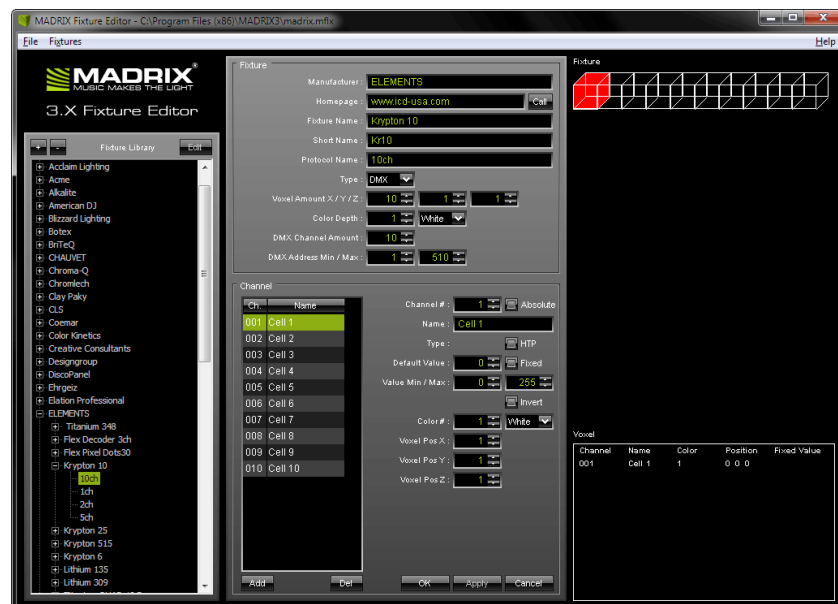 MADRIX Fixture Editor - C:\Program Files (x86)\MADRIX3\madrix.mflx
File Fixtures Help
MADRIX®
MUSIC MAKES THE LIGHT
3.X Fixture Editor
+ - Fixture Library Edit
Acclaim Lighting
Acme
Alkalite
American DJ
Blizzard Lighting
Botex
BriTeQ
CHAUVET
Chroma-Q
Chromlech
Clay Paky
CLS
Coemar
Color Kinetics
Creative Consultants
Designgroup
DiscoPanel
Ehrgeiz
Elation Professional
ELEMENTS
Titanium 348
Flex Decoder 3ch
Flex Pixel Dots30
Krypton 10
10ch
1ch
2ch
5ch
Krypton 25
Krypton 515
Krypton 6
Lithium 135
Lithium 309
Fixture
Manufacturer : ELEMENTS
Homepage : www.icd-usa.com Call
Fixture Name : Krypton 10
Short Name : Kr10
Protocol Name : 10ch
Type : DMX
Voxel Amount X / Y / Z : 10 1 1
Color Depth : 1 White
DMX Channel Amount : 10
DMX Address Min / Max : 1 510
Channel
Ch. Name
001 Cell 1
002 Cell 2
003 Cell 3
004 Cell 4
005 Cell 5
006 Cell 6
007 Cell 7
008 Cell 8
009 Cell 9
010 Cell 10
Add Del
Channel # : 1 Absolute
Name : Cell 1
Type : HTP
Default Value : 0 Fixed
Value Min / Max : 0 255
Invert
Color # : 1 White
Voxel Pos X : 1
Voxel Pos Y : 1
Voxel Pos Z : 1
OK Apply Cancel
Fixture
Voxel
Channel Name Color Position Fixed Value
001 Cell 1 1 0 0 0